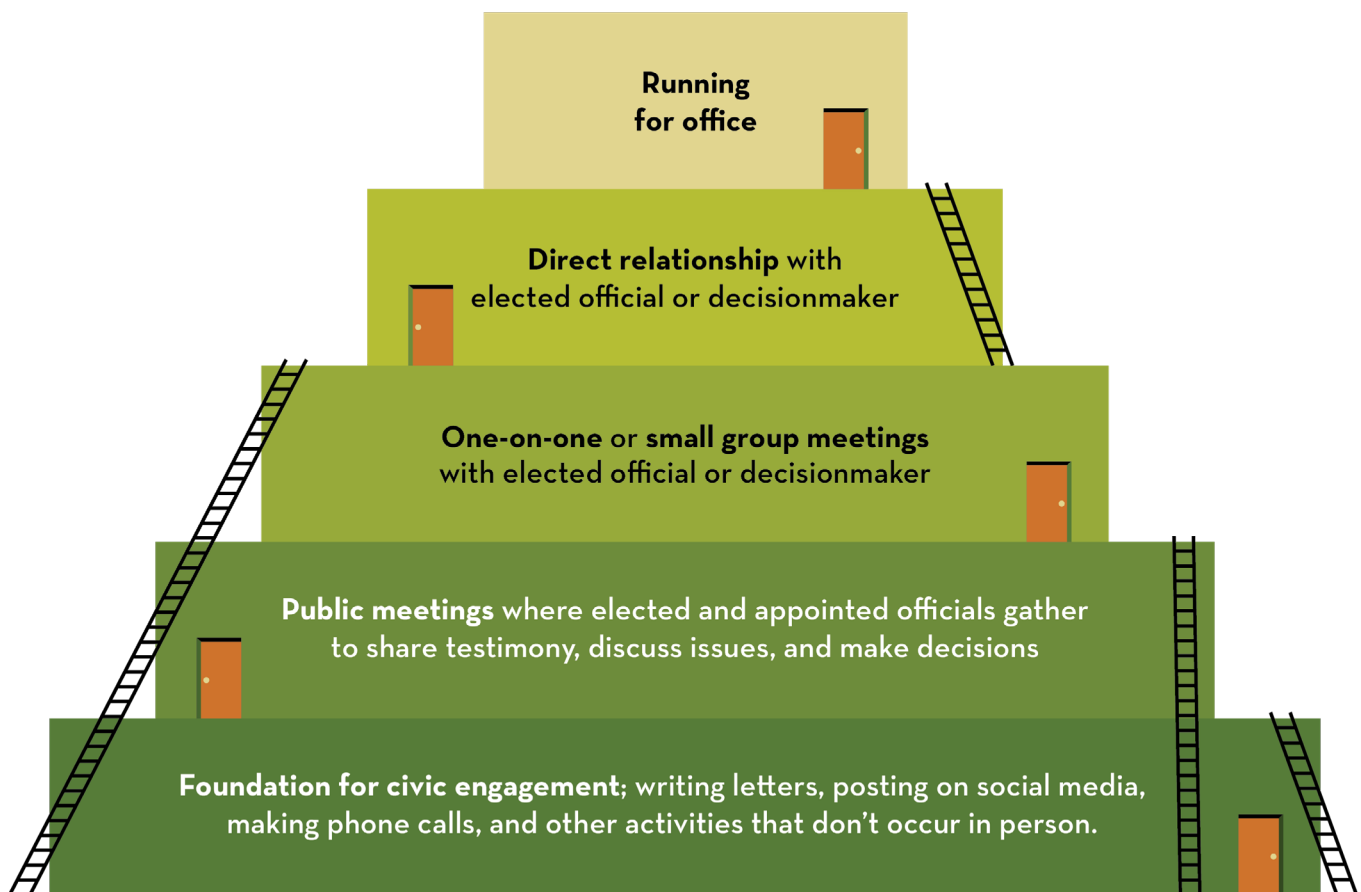 Running
for office
Direct relationship with
elected official or decisionmaker
One-on-one or small group meetings
with elected official or decisionmaker
Public meetings where elected and appointed officials gather
to share testimony, discuss issues, and make decisions
Foundation for civic engagement; writing letters, posting on social media,
making phone calls, and other activities that don’t occur in person.